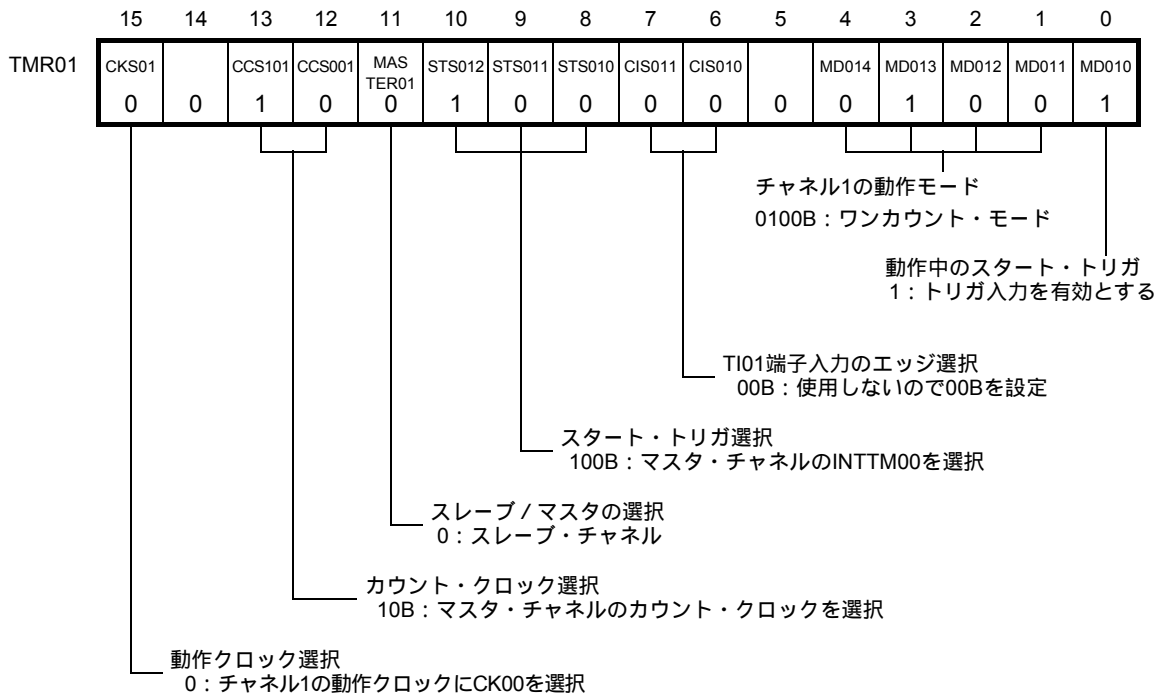 15 14 13 12 11 10 9 8 7 6 5 4 3 2 1 0
TMR01
CKS01 CCS101 CCS001 MAS STS012 STS011 STS010 CIS011 CIS010 MD014 MD013 MD012 MD011 MD010
TER01
0 0 1 0 0 1 0 0 0 0 0 0 1 0 0 1
チャネル1の動作モード
0100B：ワンカウント・モード
動作中のスタート・トリガ
1：トリガ入力を有効とする
TI01端子入力のエッジ選択
00B：使用しないので00Bを設定
スタート・トリガ選択
100B：マスタ・チャネルのINTTM00を選択
スレーブ／マスタの選択
0：スレーブ・チャネル
カウント・クロック選択
10B：マスタ・チャネルのカウント・クロックを選択
動作クロック選択
0：チャネル1の動作クロックにCK00を選択